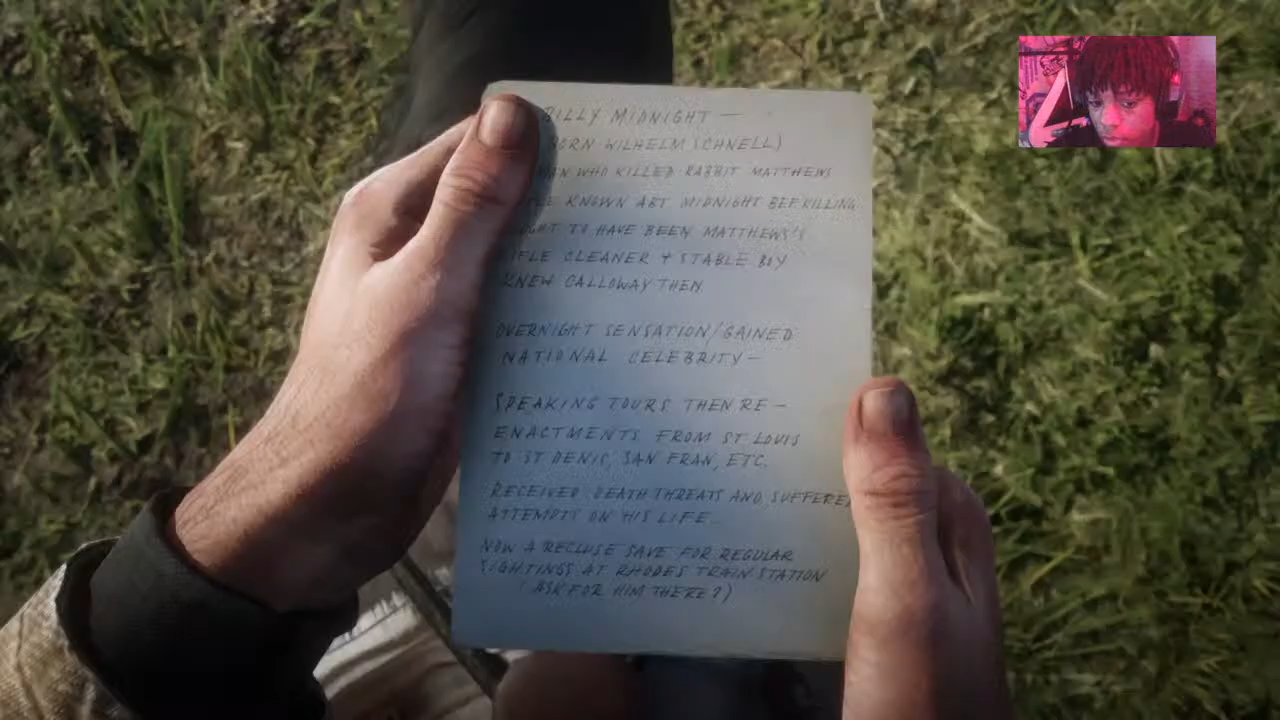 BILLY MIDNIGHT —
BORN WILHELM SCHNELL)
MAN WHO KILLED RABBIT MATTHEWS
KNOWN ABT MIDNIGHT BEF KILLING
TO HAVE BEEN MATTHEWS'S
RIFLE CLEANER + STABLE BOY
KNEW CALLOWAY THEN.
OVERNIGHT SENSATION/GAINED
NATIONAL CELEBRITY —
SPEAKING TOURS THEN RE-
ENACTMENTS FROM ST LOUIS
TO ST DENIS, SAN FRAN, ETC.
RECEIVED DEATH THREATS AND SUFFERED
ATTEMPTS ON HIS LIFE.
NOW A RECLUSE SAVE FOR REGULAR
SIGHTINGS AT RHODES TRAIN STATION
(ASK FOR HIM THERE?)